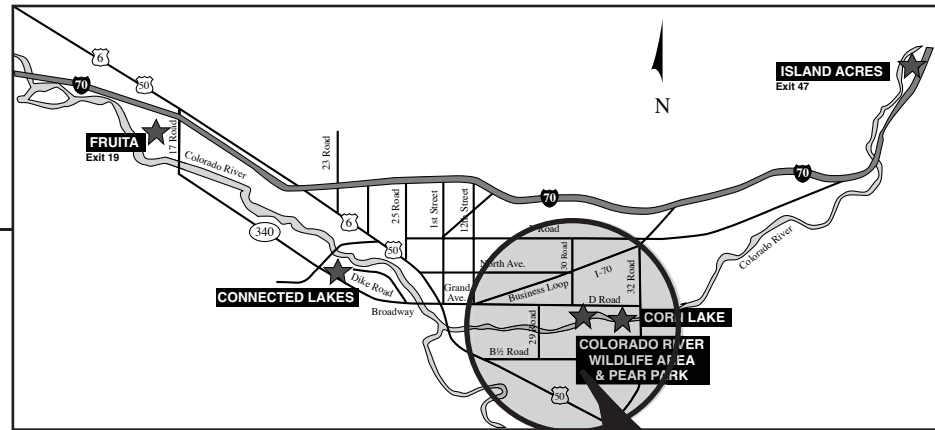 6
50
70
ISLAND ACRES
Exit 47
N
FRUITA
Exit 19
17 Road
Colorado River
23 Road
25 Road
1st Street
12th Street
70
70
6
50
340
Road
North Ave.
30 Road
I-70
Business Loop
32 Road
Colorado River
Dike Road
Grand
Ave.
CONNECTED LAKES
Broadway
D Road
29 Road
CORN LAKE
B½ Road
COLORADO RIVER
WILDLIFE AREA
& PEAR PARK
50